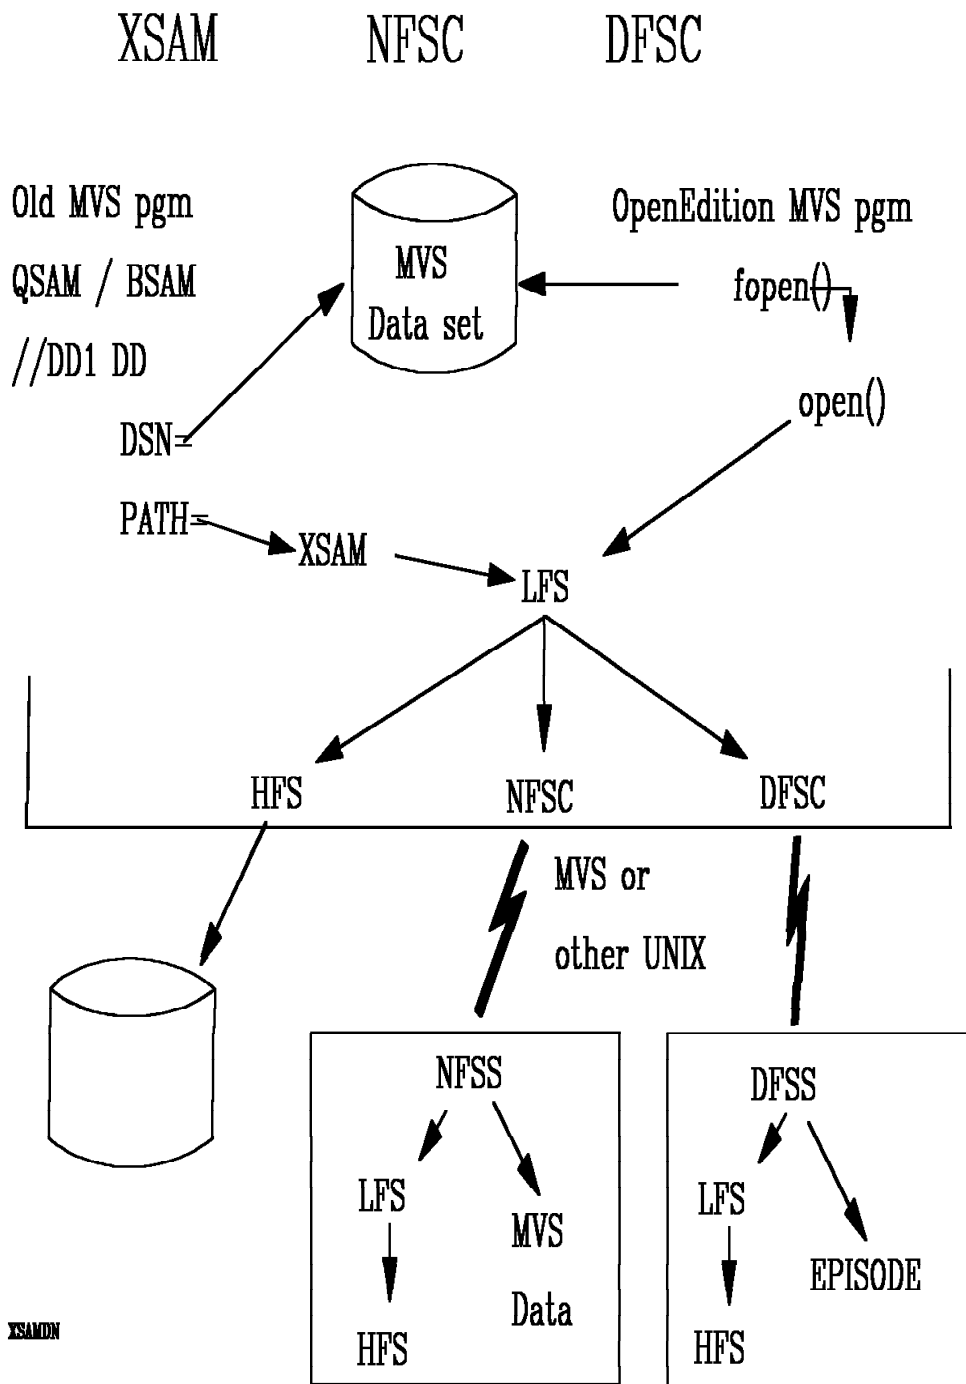 XSAM NFSC DFSC
Old MVS pgm
QSAM / BSAM
//DD1 DD
DSN=
PATH=
MVS
Data set
OpenEdition MVS pgm
fopen()
open()
XSAM
LFS
HFS
NFSC
DFSC
MVS or
other UNIX
NFSS
LFS
HFS
MVS
Data
DFSS
LFS
HFS
EPISODE
XSAMDN